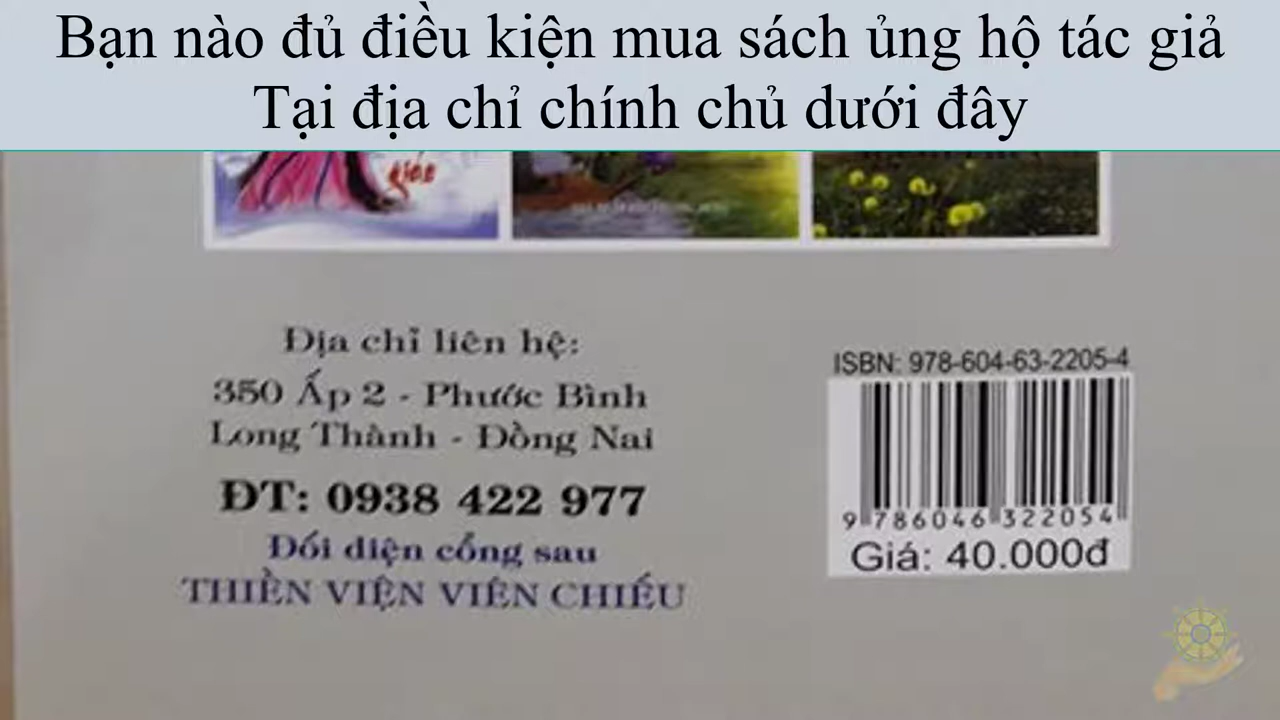 Bạn nào đủ điều kiện mua sách ủng hộ tác giả
Tại địa chỉ chính chủ dưới đây
giác
Địa chỉ liên hệ:
350 Ấp 2 - Phước Bình
Long Thành - Đồng Nai
ĐT: 0938 422 977
Đối diện cổng sau
THIỀN VIỆN VIÊN CHIẾU
ISBN: 978-604-63-2205-4
9 786046 322054
Giá: 40.000đ